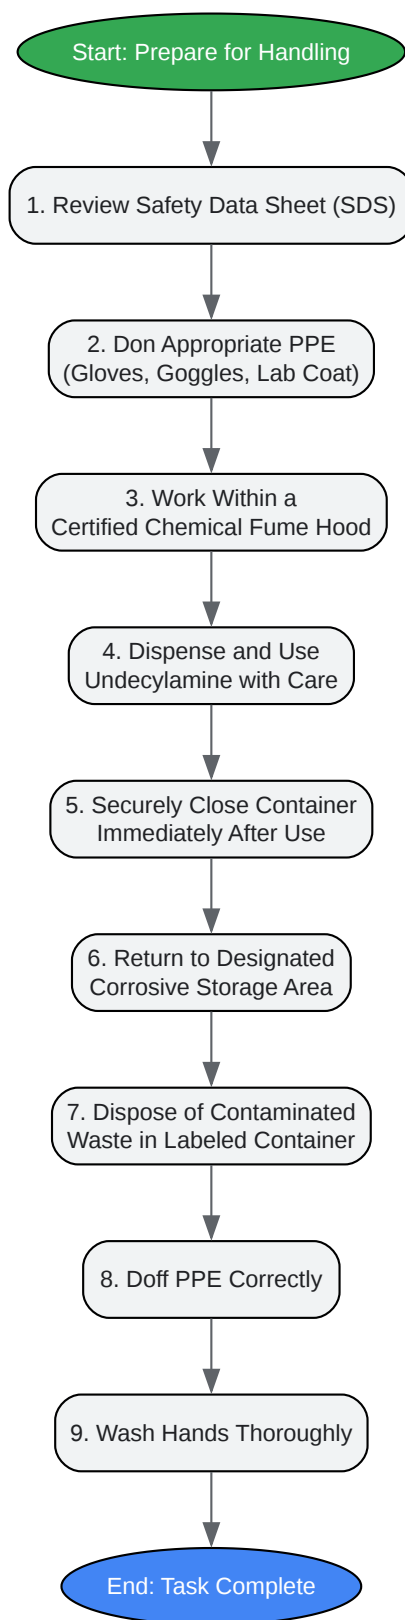 Start: Prepare for Handling
1. Review Safety Data Sheet (SDS)
2. Don Appropriate PPE
(Gloves, Goggles, Lab Coat)
3. Work Within a
Certified Chemical Fume Hood
4. Dispense and Use
Undecylamine with Care
5. Securely Close Container
Immediately After Use
6. Return to Designated
Corrosive Storage Area
7. Dispose of Contaminated
Waste in Labeled Container
8. Doff PPE Correctly
9. Wash Hands Thoroughly
End: Task Complete